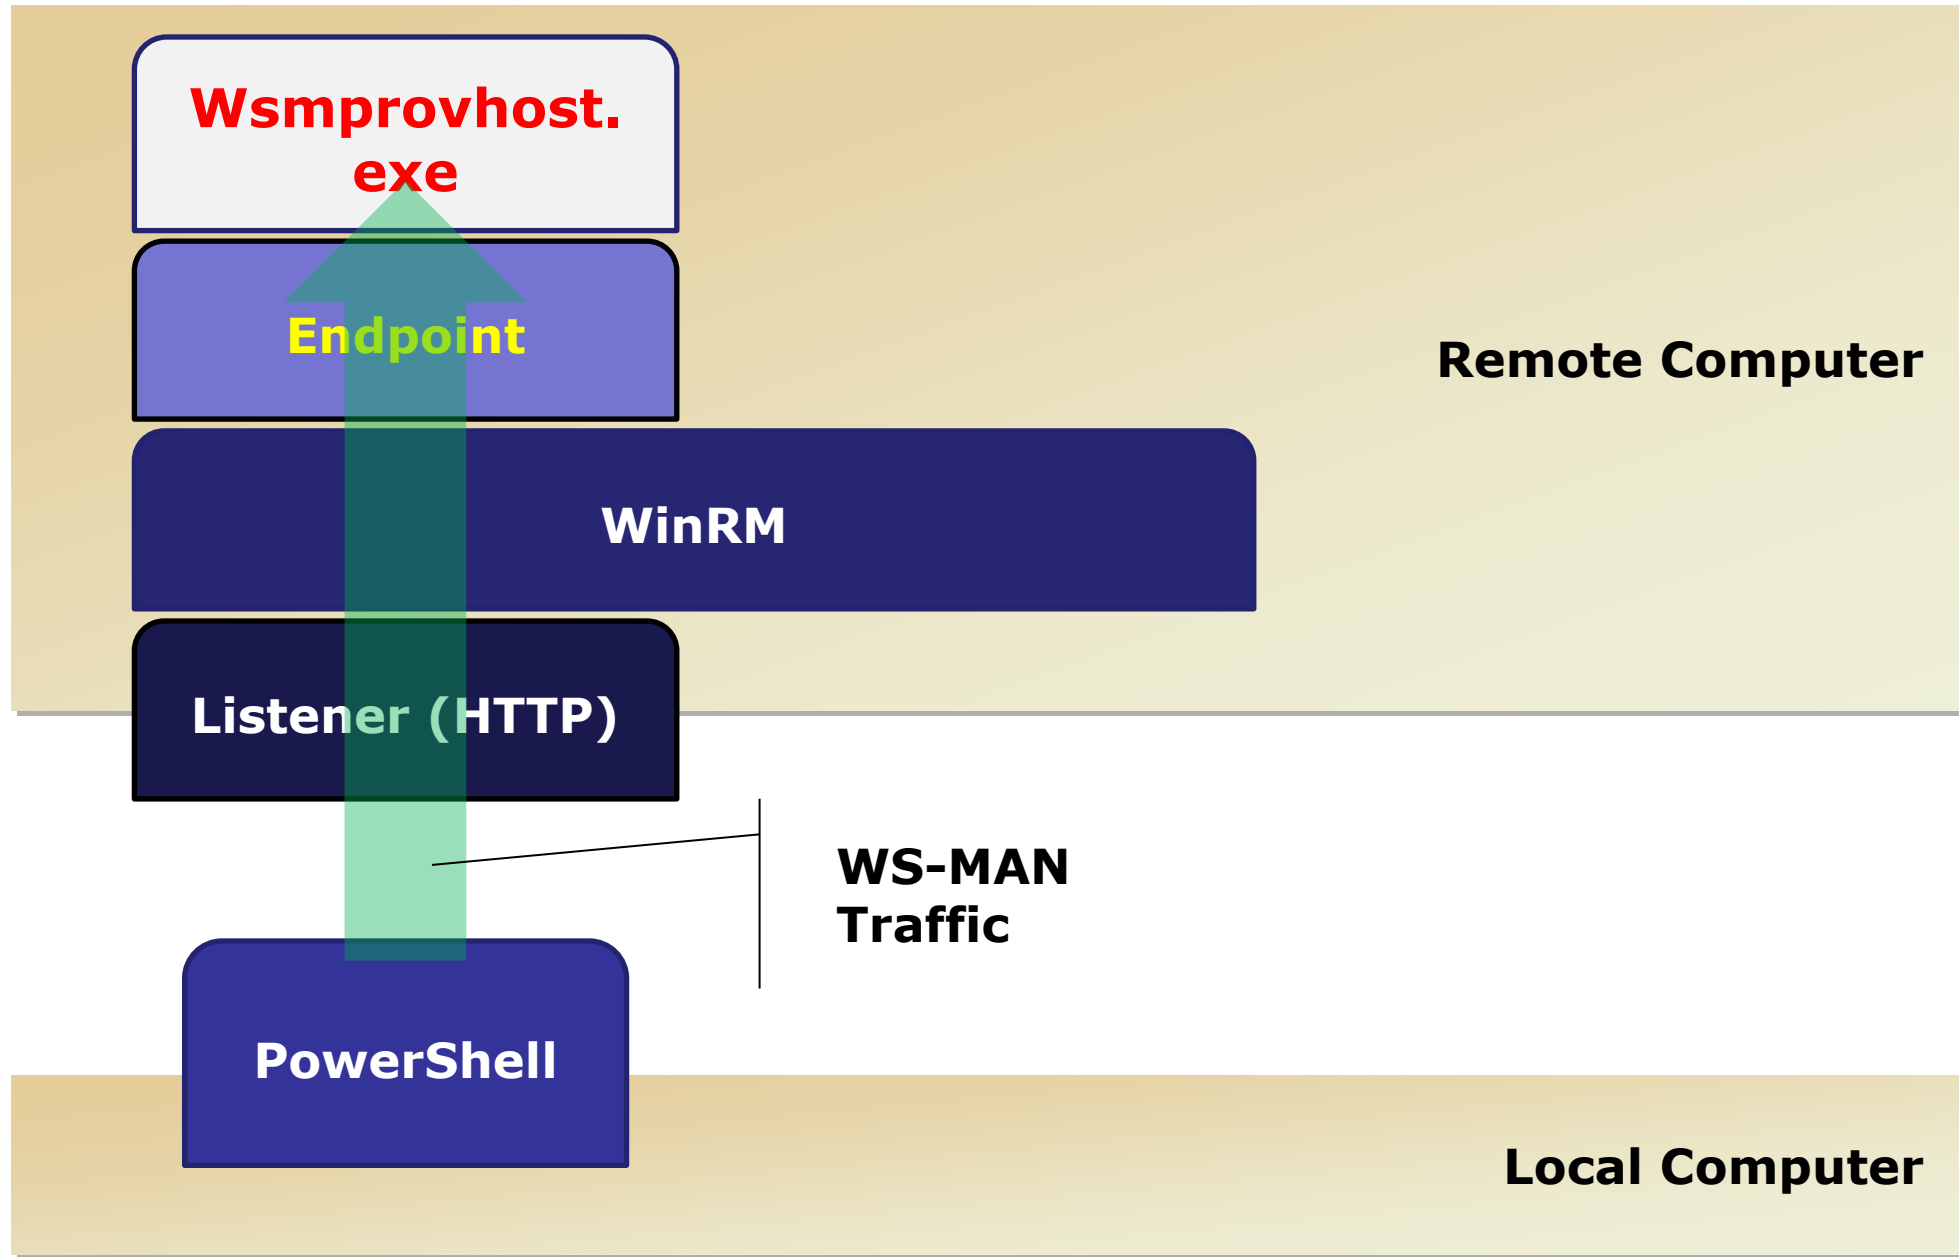 Wsmprovhost.
exe
Endpoint
Remote Computer
WinRM
Listener (HTTP)
WS–MAN
Traffic
PowerShell
Local Computer